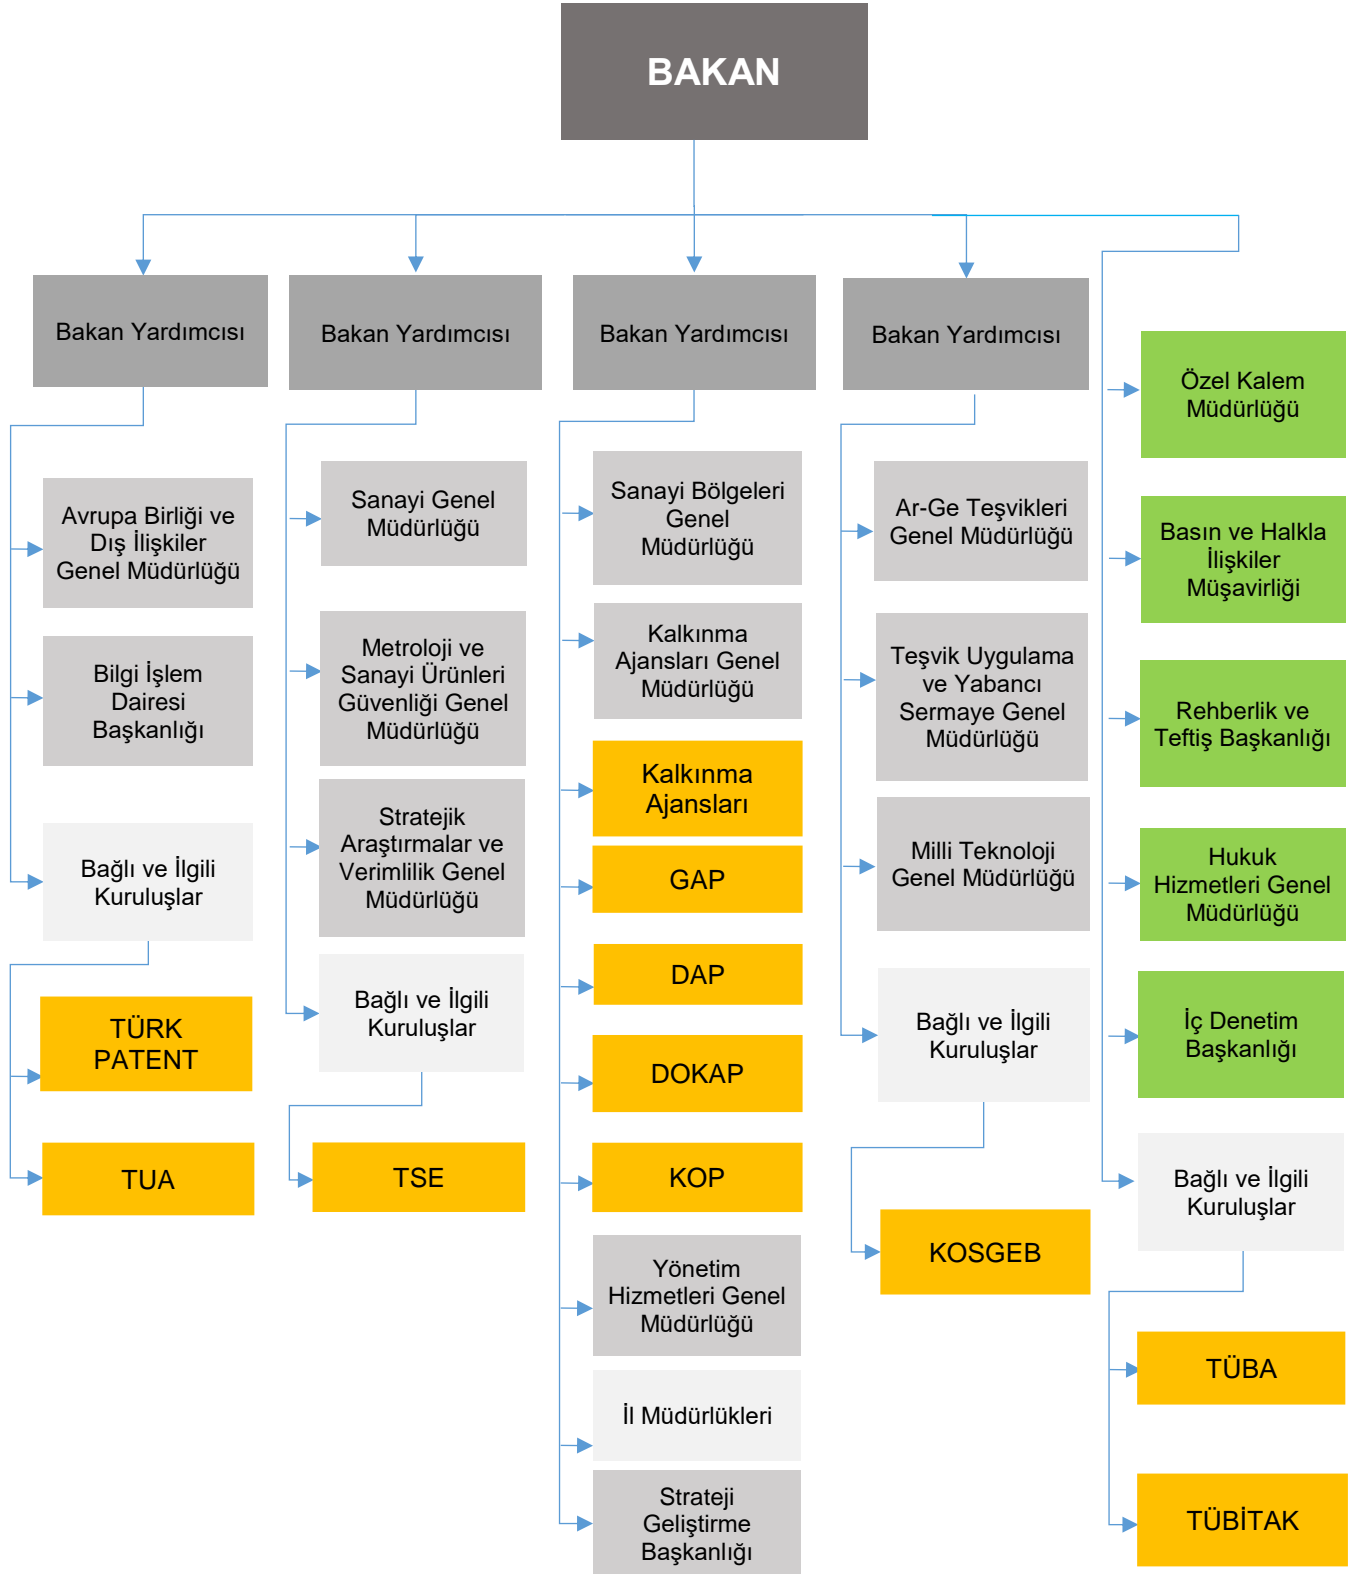 BAKAN
Bakan Yardımcısı
Avrupa Birliği ve
Dış İlişkiler
Genel Müdürlüğü
Bilgi İşlem
Dairesi
Başkanlığı
Bağlı ve İlgili
Kuruluşlar
TÜRK
PATENT
TUA
Bakan Yardımcısı
Sanayi Genel
Müdürlüğü
Metroloji ve
Sanayi Ürünleri
Güvenliği Genel
Müdürlüğü
Stratejik
Araştırmalar ve
Verimlilik Genel
Müdürlüğü
Bağlı ve İlgili
Kuruluşlar
TSE
Bakan Yardımcısı
Sanayi Bölgeleri
Genel
Müdürlüğü
Kalkınma
Ajansları Genel
Müdürlüğü
Kalkınma
Ajansları
GAP
DAP
DOKAP
KOP
Yönetim
Hizmetleri Genel
Müdürlüğü
İl Müdürlükleri
Strateji
Geliştirme
Başkanlığı
Bakan Yardımcısı
Ar-Ge Teşvikleri
Genel Müdürlüğü
Teşvik Uygulama
ve Yabancı
Sermaye Genel
Müdürlüğü
Milli Teknoloji
Genel Müdürlüğü
Bağlı ve İlgili
Kuruluşlar
KOSGEB
Özel Kalem
Müdürlüğü
Basın ve Halkla
İlişkiler
Müşavirliği
Rehberlik ve
Teftiş Başkanlığı
Hukuk
Hizmetleri Genel
Müdürlüğü
İç Denetim
Başkanlığı
Bağlı ve İlgili
Kuruluşlar
TÜBA
TÜBİTAK